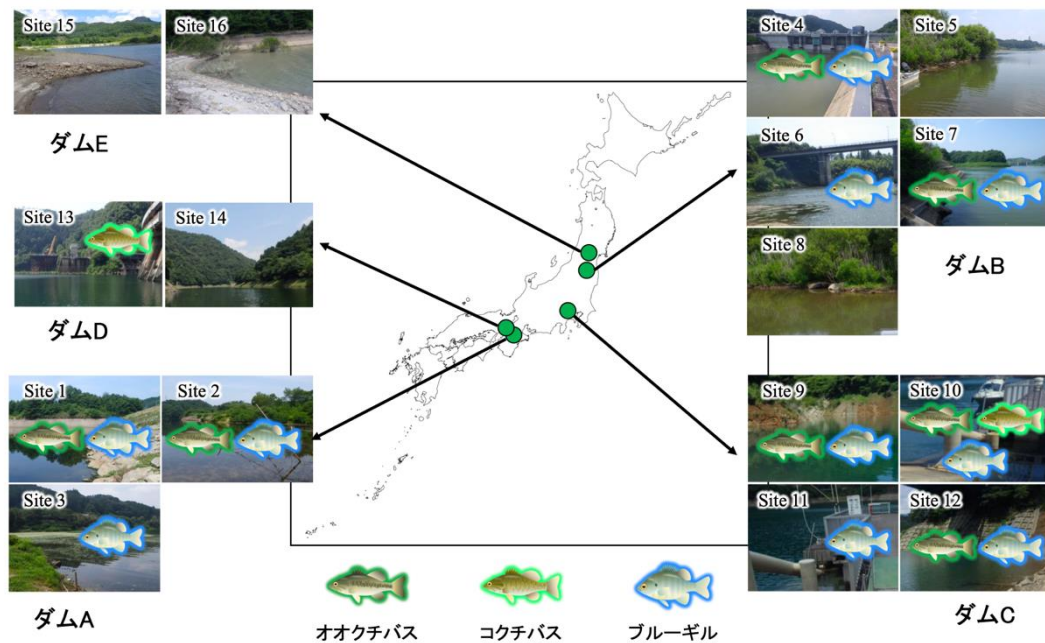 Site 15
Site 16
ダムE
Site 13
Site 14
ダムD
Site 1
Site 2
Site 3
ダムA
Site 4
Site 5
Site 6
Site 7
Site 8
ダムB
Site 9
Site 10
Site 11
Site 12
ダムC
オオクチバス
コクチバス
ブルーギル